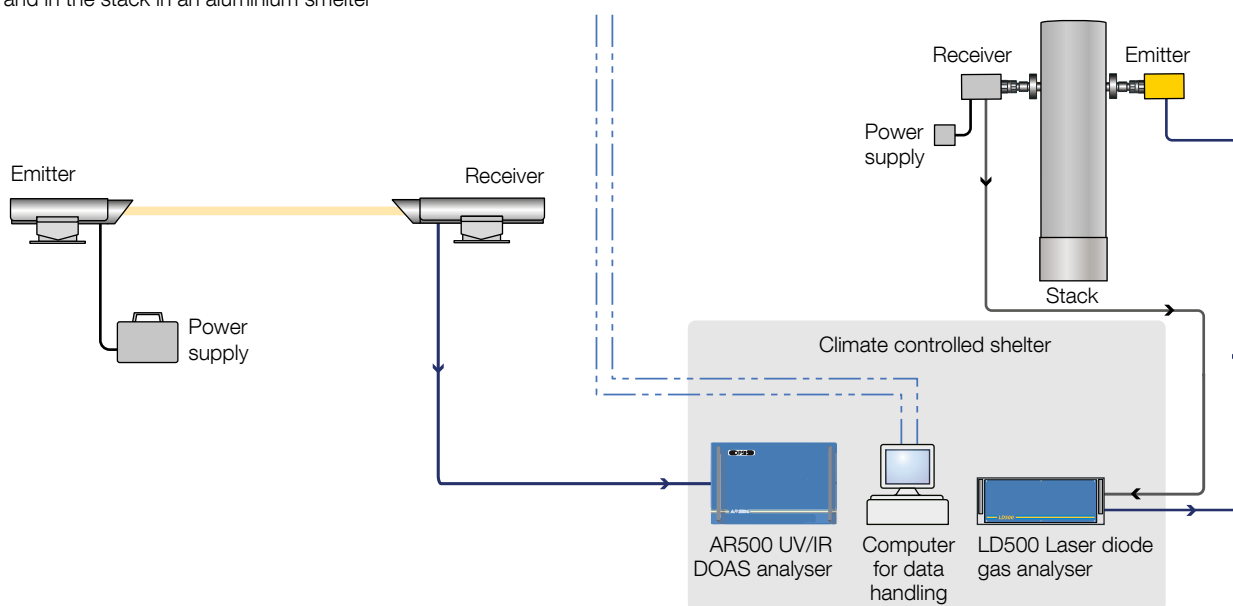 and in the stack in an aluminium smelter
Receiver
Emitter
Power
supply
Emitter
Receiver
Stack
Power
supply
Climate controlled shelter
AR500 UV/IR
DOAS analyser
Computer
for data
handling
LD500 Laser diode
gas analyser